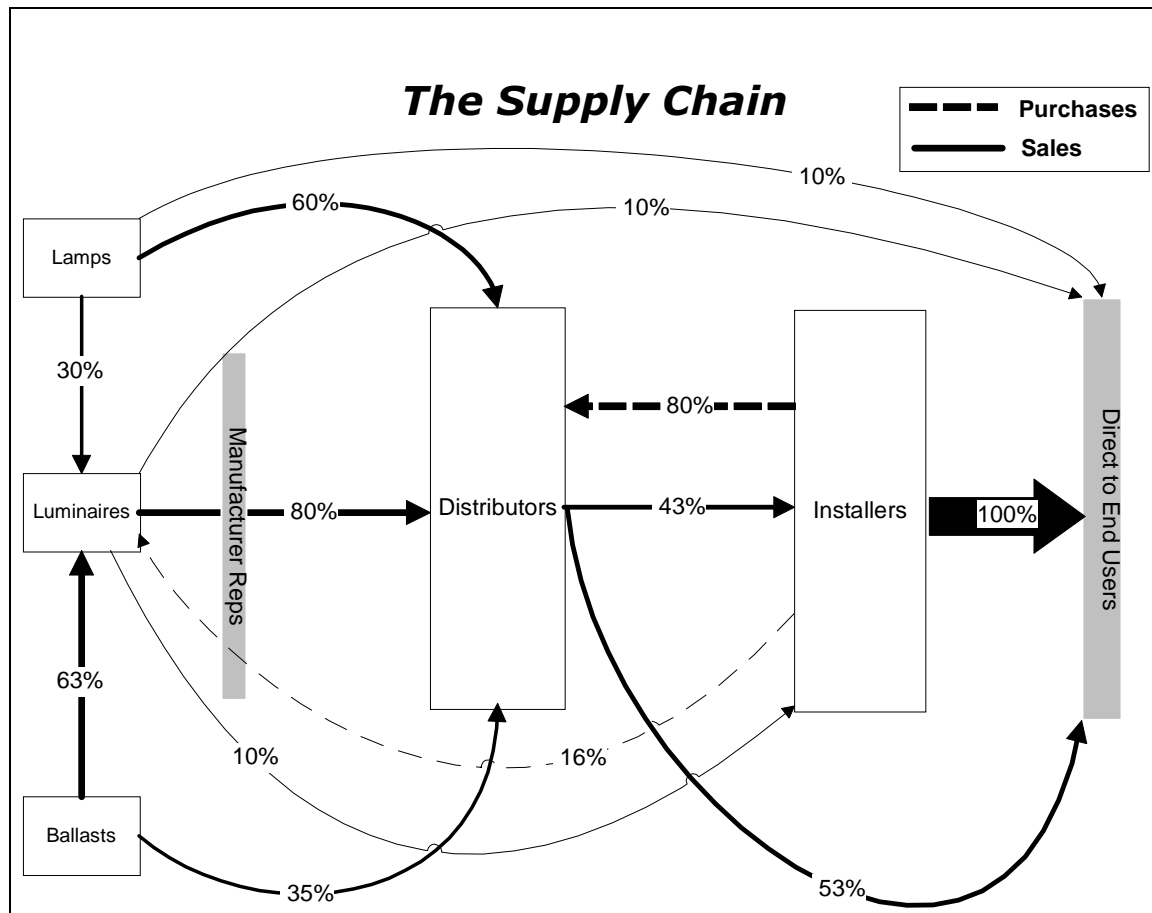 The Supply Chain
Purchases
Sales
10%
60%
10%
Lamps
30%
80%
Manufacturer Reps
Direct to End Users
Luminaires
80%
Distributors
43%
Installers
100%
63%
10%
16%
Ballasts
35%
53%